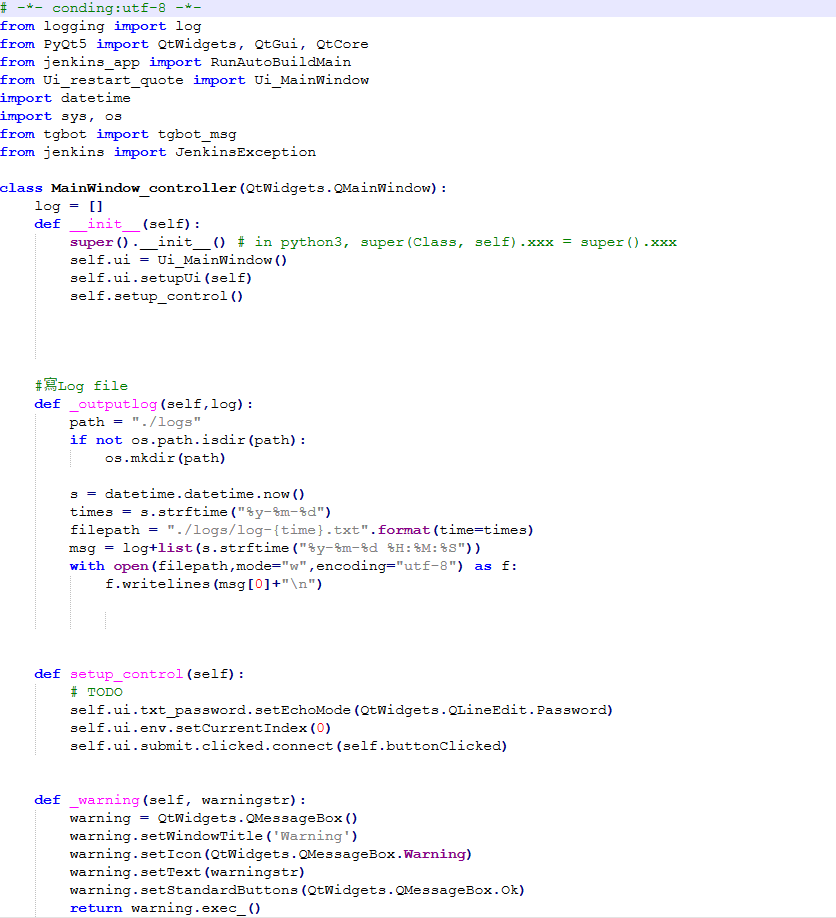 # -*- conding:utf-8 -*-
from logging import log
from PyQt5 import QtWidgets, QtGui, QtCore
from jenkins_app import RunAutoBuildMain
from Ui_restart_quote import Ui_MainWindow
import datetime
import sys, os
from tgbot import tgbot_msg
from jenkins import JenkinsException
class MainWindow_controller(QtWidgets.QMainWindow):
    log = []
    def __init__(self):
        super().__init__() # in python3, super(Class, self).xxx = super().xxx
        self.ui = Ui_MainWindow()
        self.ui.setupUi(self)
        self.setup_control()
    #寫Log file
    def _outputlog(self,log):
        path = "./logs"
        if not os.path.isdir(path):
            os.mkdir(path)
        s = datetime.datetime.now()
        times = s.strftime("%y-%m-%d")
        filepath = "./logs/log-{time}.txt".format(time=times)
        msg = log+list(s.strftime("%y-%m-%d %H:%M:%S"))
        with open(filepath,mode="w",encoding="utf-8") as f:
            f.writelines(msg[0]+"\n")
    def setup_control(self):
        # TODO
        self.ui.txt_password.setEchoMode(QtWidgets.QLineEdit.Password)
        self.ui.env.setCurrentIndex(0)
        self.ui.submit.clicked.connect(self.buttonClicked)
    def _warning(self, warningstr):
        warning = QtWidgets.QMessageBox()
        warning.setWindowTitle('Warning')
        warning.setIcon(QtWidgets.QMessageBox.Warning)
        warning.setText(warningstr)
        warning.setStandardButtons(QtWidgets.QMessageBox.Ok)
        return warning.exec_()